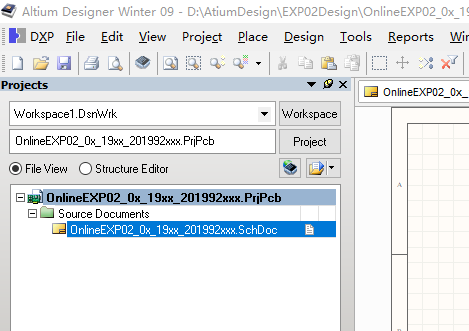 Altium Designer Winter 09 - D:\AtiumDesign\EXP02Design\OnlineEXP02_0x_19
DXP File Edit View Project Place Design Tools Reports Win
Projects
Workspace1.DsnWrk Workspace
OnlineEXP02_0x_19xx_201992xxx.PrjPcb Project
File View Structure Editor
OnlineEXP02_0x_19xx_201992xxx.PrjPcb
Source Documents
OnlineEXP02_0x_19xx_201992xxx.SchDoc
OnlineEXP02_0x_
A
B